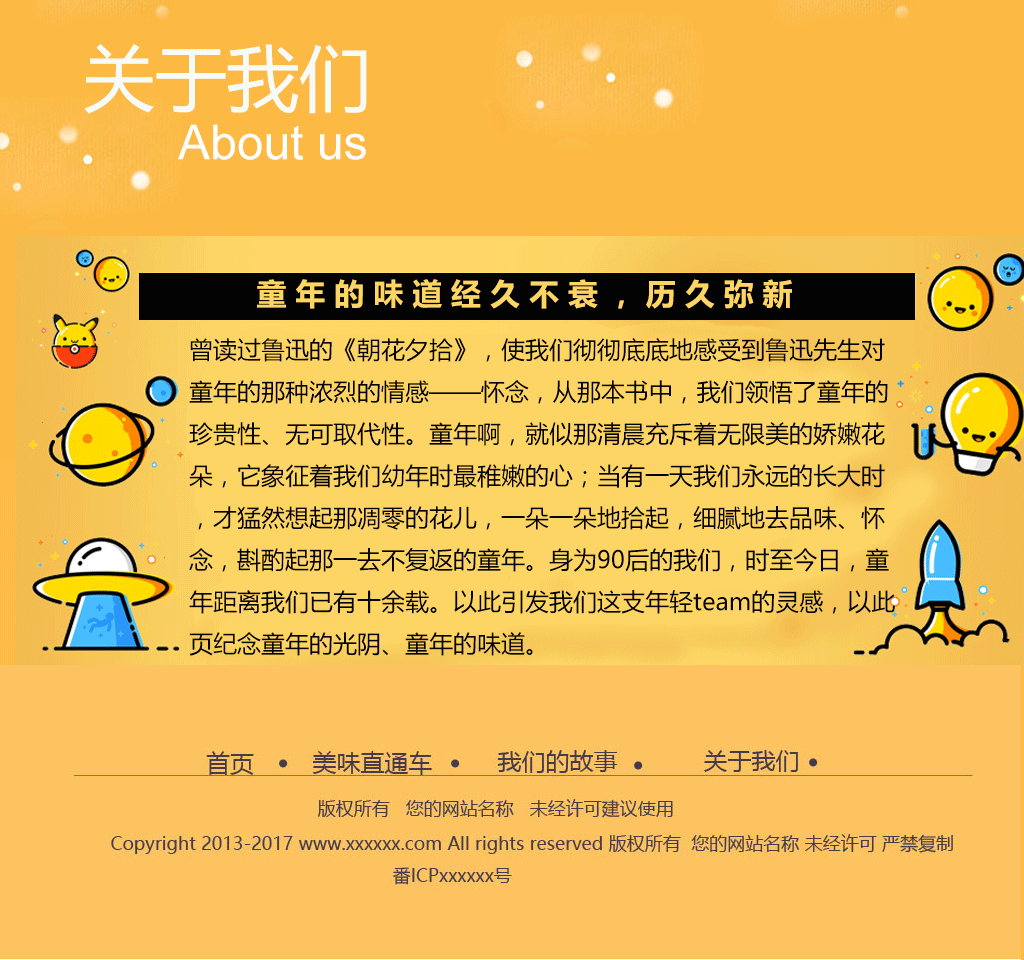 关于我们
About us
童年的味道经久不衰，历久弥新
曾读过鲁迅的《朝花夕拾》，使我们彻彻底底地感受到鲁迅先生对
童年的那种浓烈的情感——怀念，从那本书中，我们领悟了童年的
珍贵性、无可取代性。童年啊，就似那清晨充斥着无限美的娇嫩花
朵，它象征着我们幼年时最稚嫩的心；当有一天我们永远的长大时
，才猛然想起那凋零的花儿，一朵一朵地拾起，细腻地去品味、怀
念，斟酌起那一去不复返的童年。身为90后的我们，时至今日，童
年距离我们已有十余载。以此引发我们这支年轻team的灵感，以此
页纪念童年的光阴、童年的味道。
首页 • 美味直通车 • 我们的故事 • 关于我们 •
版权所有 您的网站名称 未经许可建议使用
Copyright 2013-2017 www.xxxxxx.com All rights reserved 版权所有 您的网站名称 未经许可 严禁复制
番ICPxxxxxx号